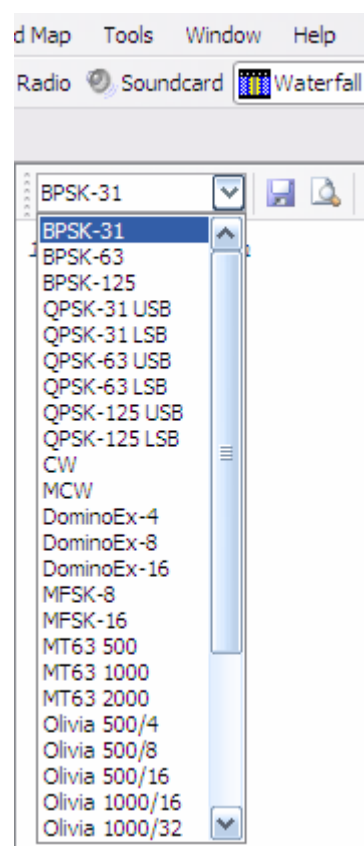 d Map Tools Window Help
Radio Soundcard Waterfall
BPSK-31
BPSK-31
BPSK-63
BPSK-125
QPSK-31 USB
QPSK-31 LSB
QPSK-63 USB
QPSK-63 LSB
QPSK-125 USB
QPSK-125 LSB
CW
MCW
DominoEx-4
DominoEx-8
DominoEx-16
MFSK-8
MFSK-16
MT63 500
MT63 1000
MT63 2000
Olivia 500/4
Olivia 500/8
Olivia 500/16
Olivia 1000/16
Olivia 1000/32